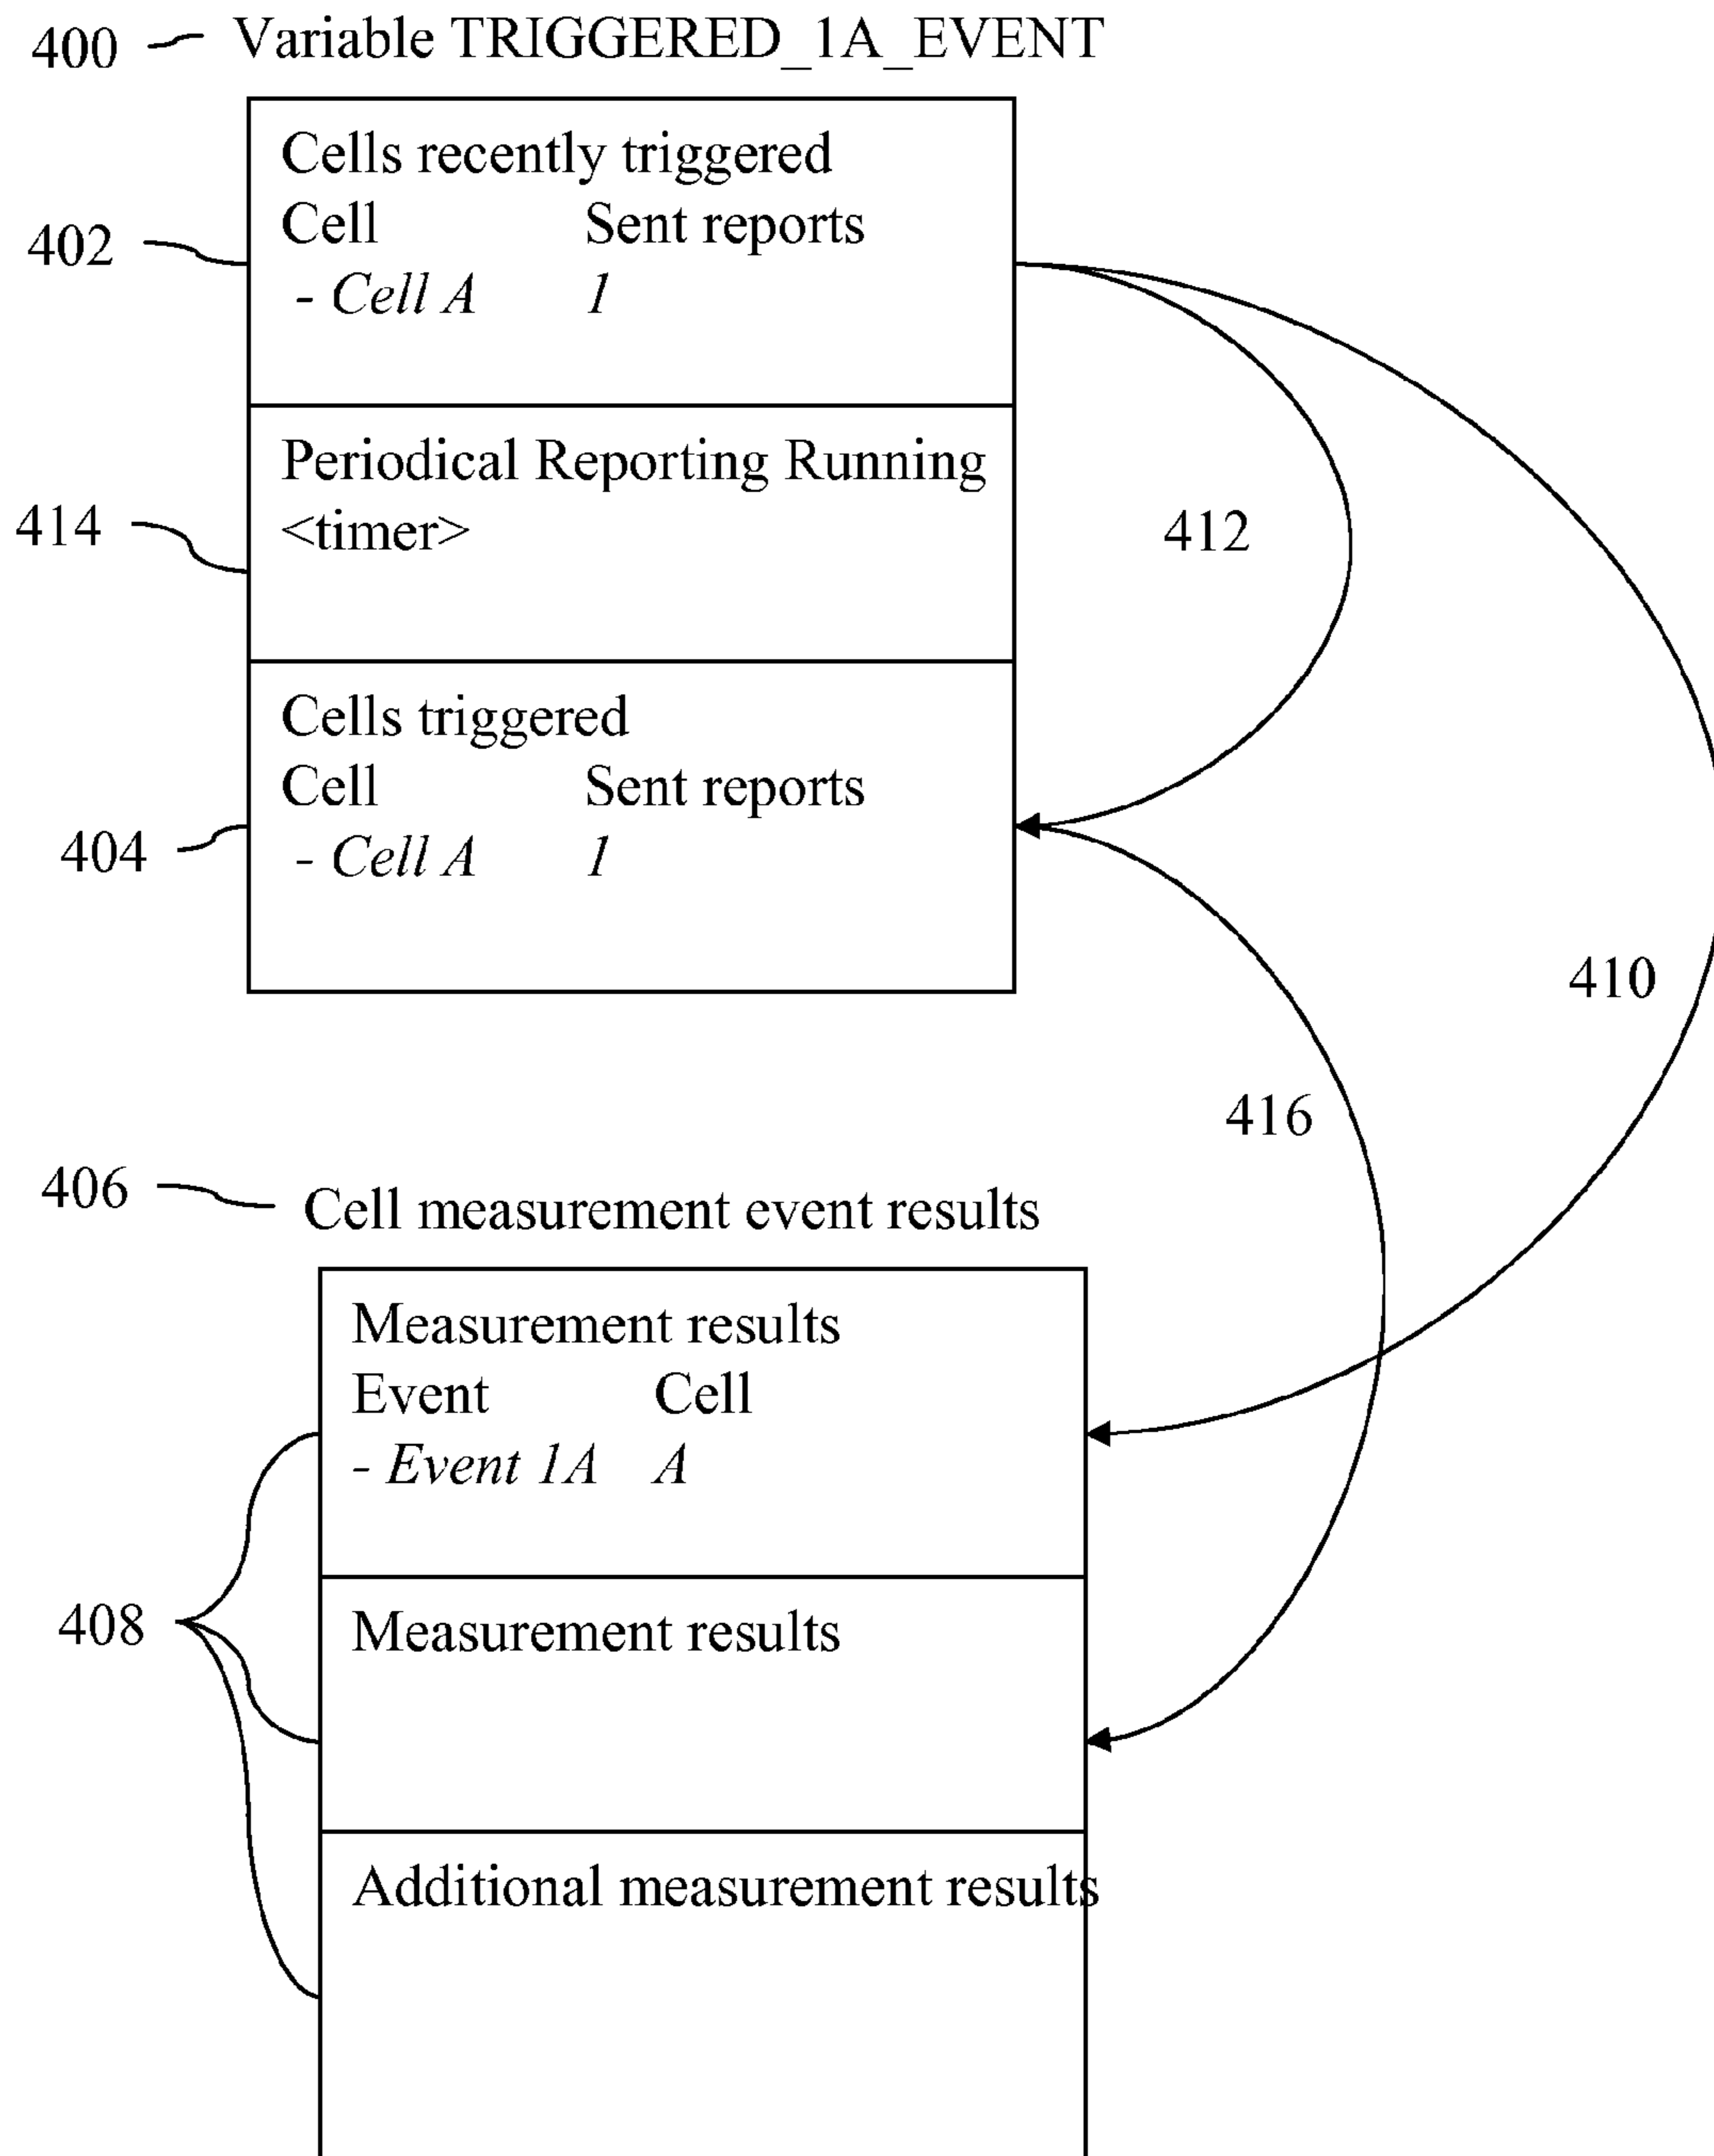 400 Variable TRIGGERED_1A_EVENT
Cells recently triggered
402 Cell Sent reports
- Cell A 1
Periodical Reporting Running
414 <timer> 412
Cells triggered
Cell Sent reports
404 - Cell A 1
410
416
406 Cell measurement event results
Measurement results
Event Cell
- Event 1A A
408 Measurement results
Additional measurement results